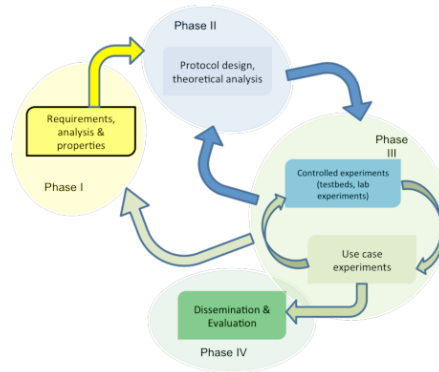 Phase II
Protocol design,
theoretical analysis
Requirements,
analysis &
properties
Phase I
Phase
III
Controlled experiments
(testbeds, lab
experiments)
Use case
experiments
Dissemination &
Evaluation
Phase IV